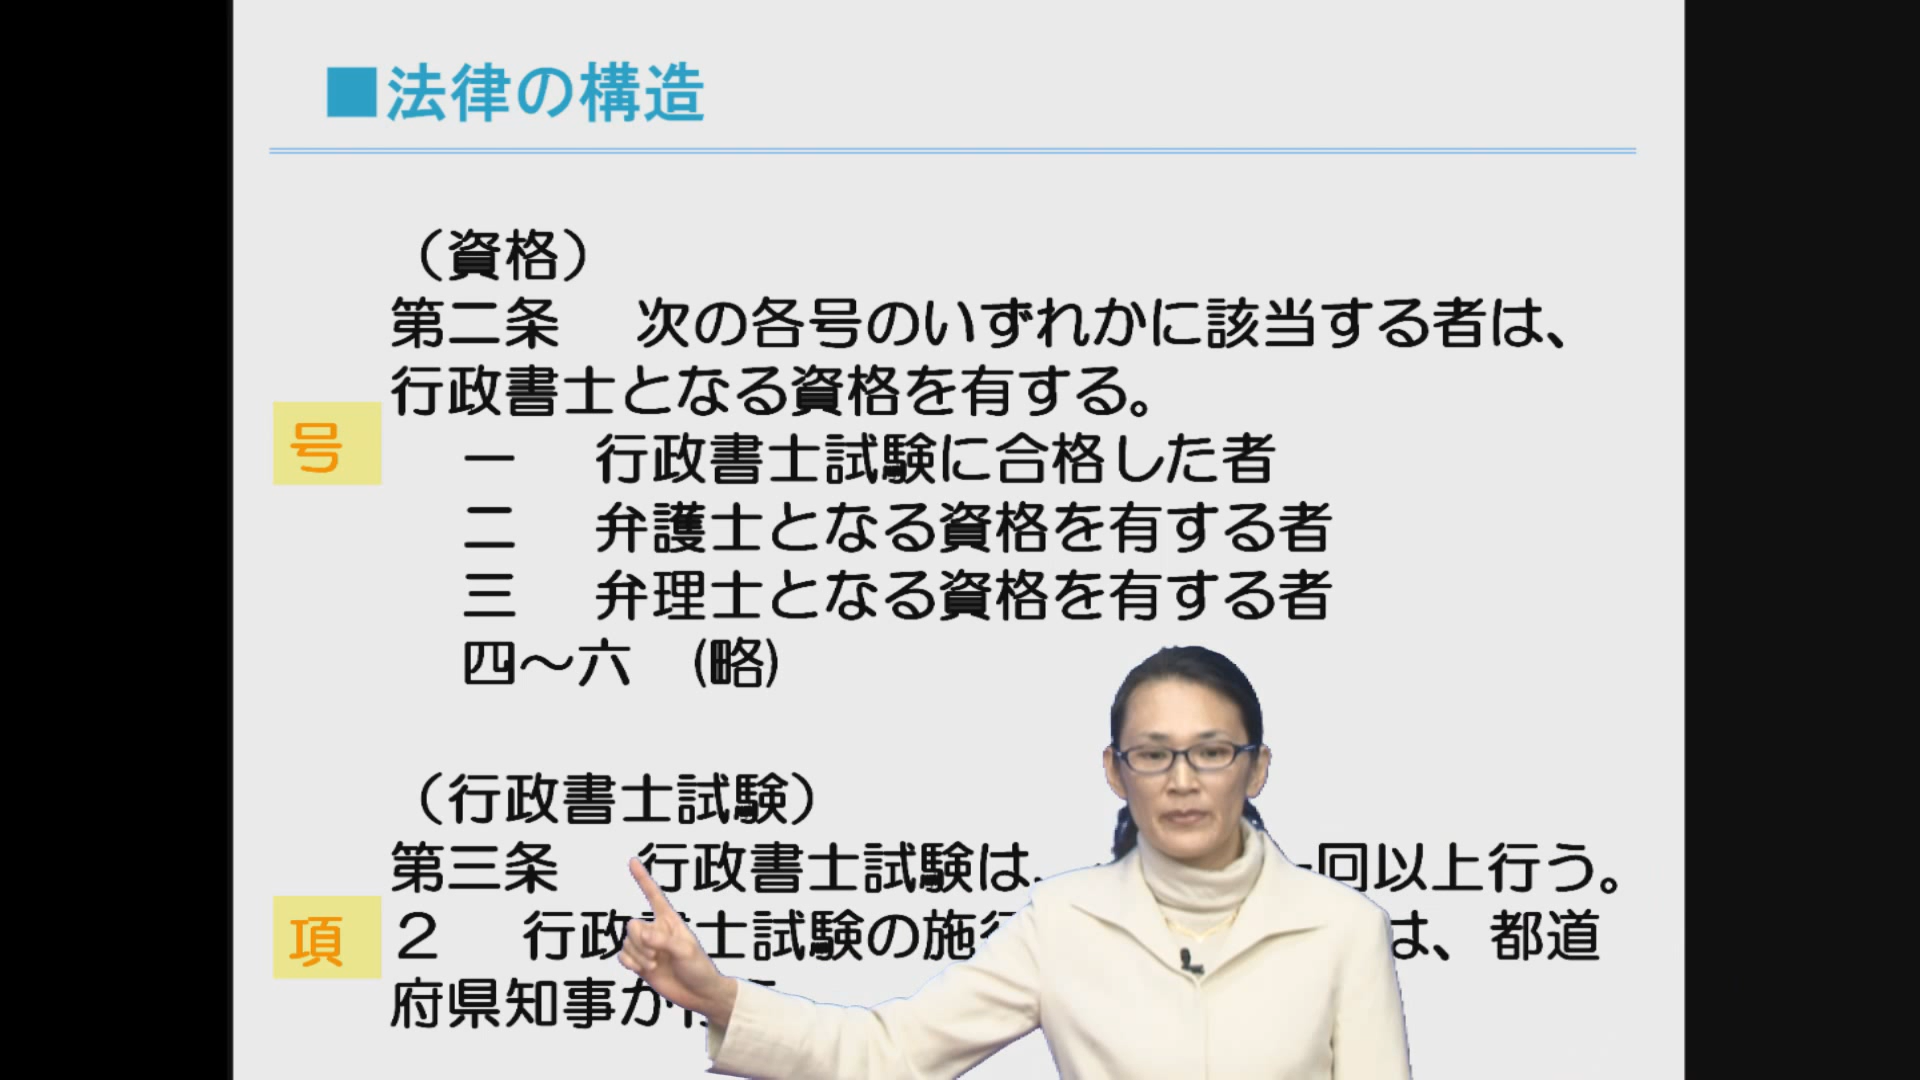 ■法律の構造
（資格）
第二条　次の各号のいずれかに該当する者は、
行政書士となる資格を有する。
号
一　行政書士試験に合格した者
二　弁護士となる資格を有する者
三　弁理士となる資格を有する者
四～六　(略)
（行政書士試験）
第三条　行政書士試験は、 回以上行う。
項
２　行政 士試験の施行 は、都道
府県知事が